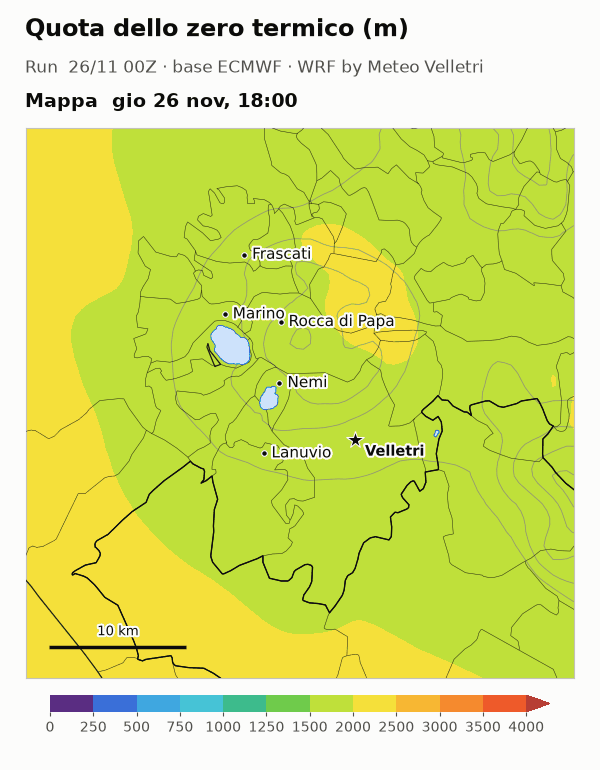 Quota dello zero termico (m)
Run  26/11 00Z · base ECMWF · WRF by Meteo Velletri
Mappa  gio 26 nov, 18:00
Frascati
Marino
Rocca di Papa
Nemi
Velletri
Lanuvio
10 km
0 250 500 750 1000 1250 1500 2000 2500 3000 3500 4000